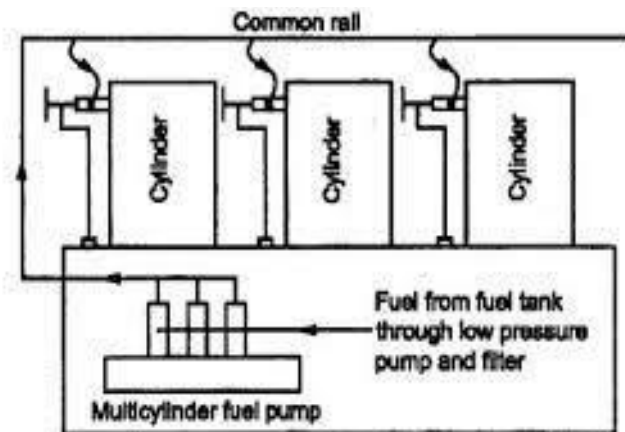 Common rail
Cylinder
Cylinder
Cylinder
Fuel from fuel tank
through low pressure
pump and filter
Multicylinder fuel pump